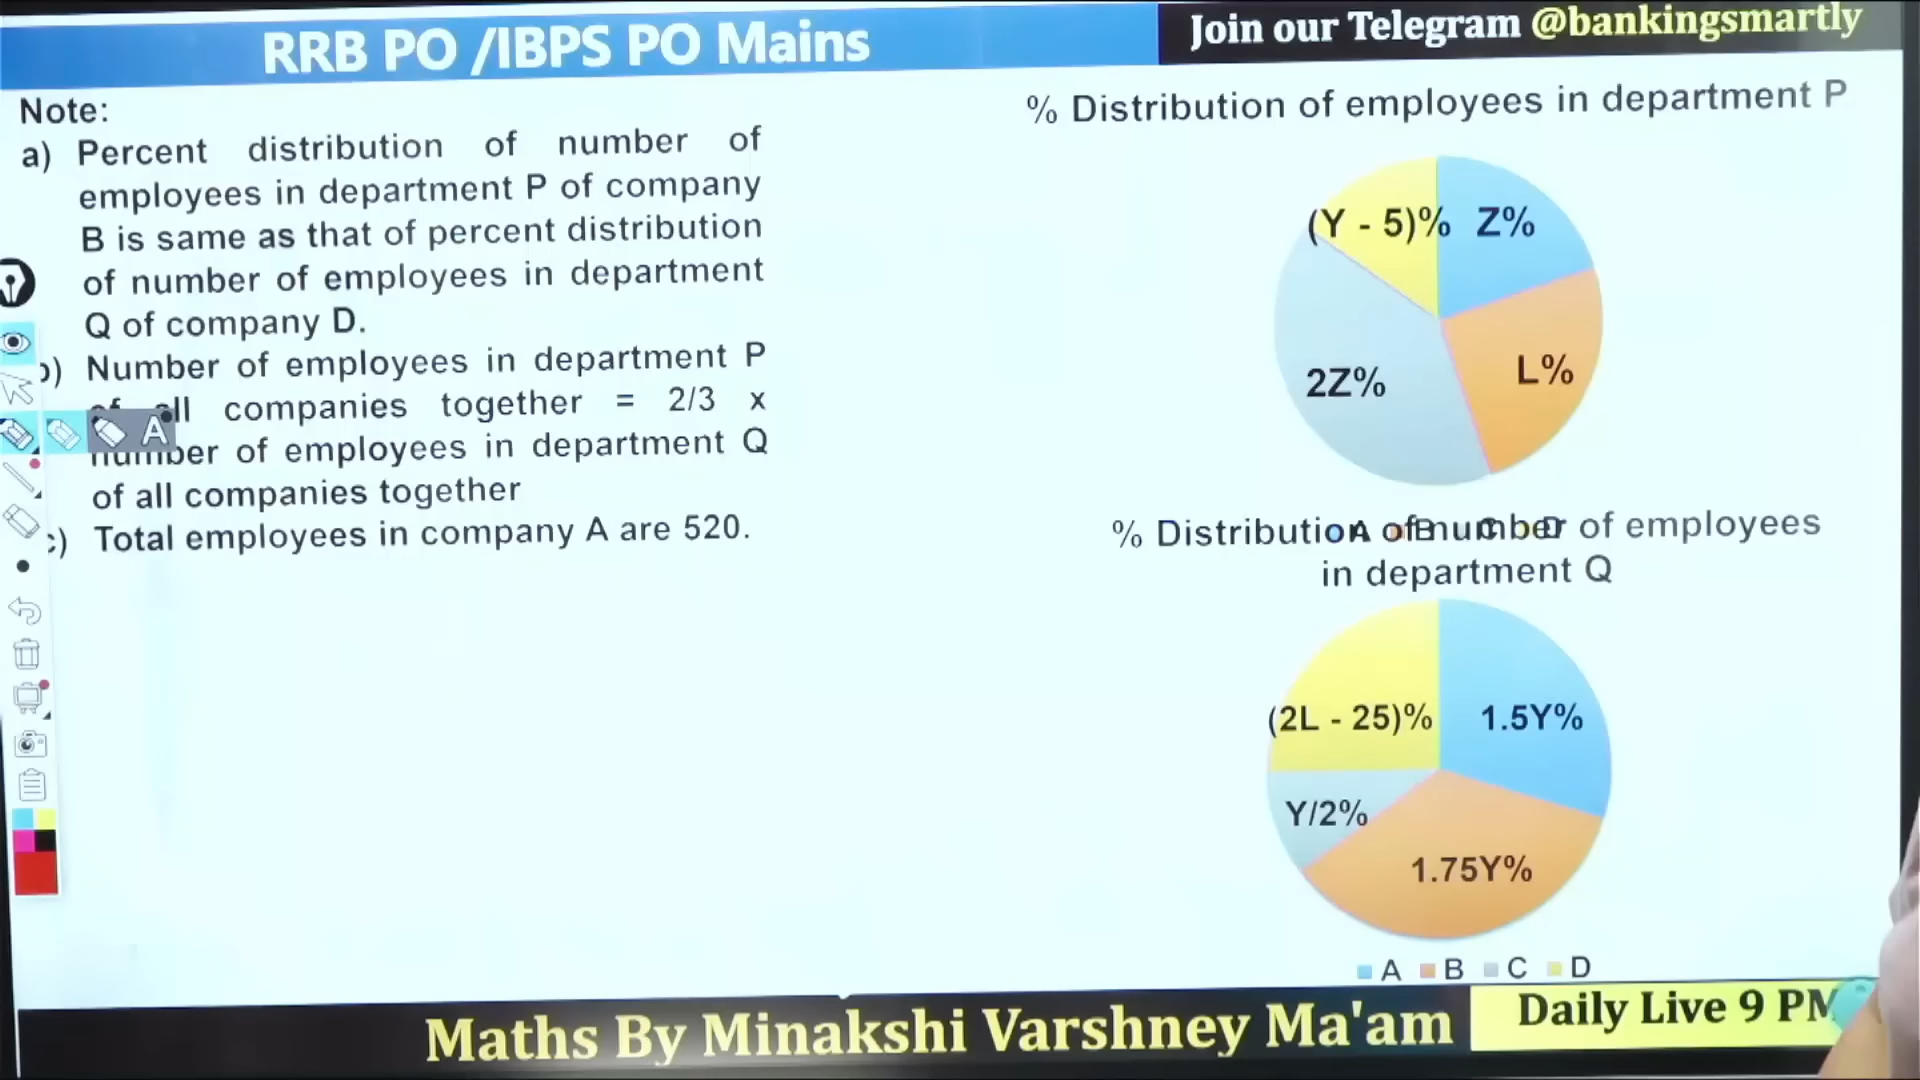 RRB PO /IBPS PO Mains
Join our Telegram @bankingsmartly
Note:
a) Percent distribution of number of
employees in department P of company
B is same as that of percent distribution
of number of employees in department
Q of company D.
) Number of employees in department P
all companies together = 2/3 x
number of employees in department Q
of all companies together
) Total employees in company A are 520.
% Distribution of employees in department P
(Y - 5)% Z%
2Z% L%
A B C D
% Distribution of number of employees
in department Q
(2L - 25)% 1.5Y%
Y/2%
1.75Y%
A B C D
A
Maths By Minakshi Varshney Ma'am
Daily Live 9 PM